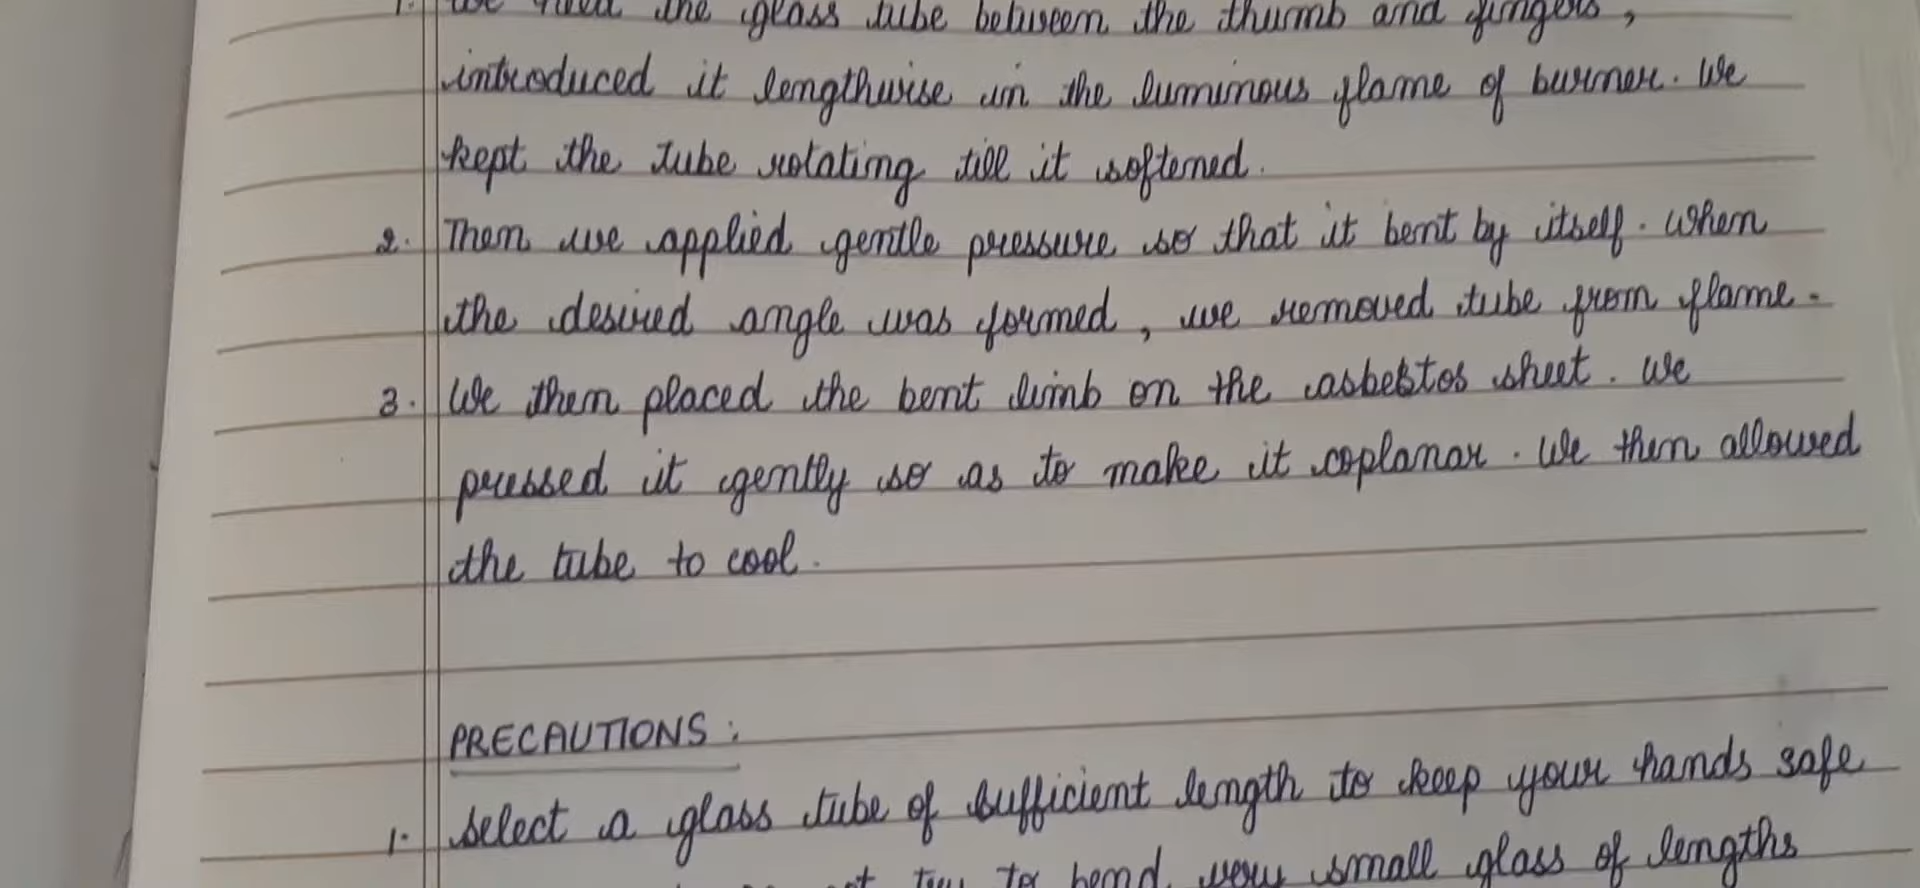 1. We held the glass tube between the thumb and fingers,
introduced it lengthwise in the luminous flame of burner. We
kept the tube rotating till it softened.
2. Then we applied gentle pressure so that it bent by itself. When
the desired angle was formed, we removed tube from flame.
3. We then placed the bent limb on the asbestos sheet. We
pressed it gently so as to make it coplanar. We then allowed
the tube to cool.
PRECAUTIONS:
1. Select a glass tube of sufficient length to keep your hands safe
try to bend very small glass of lengths